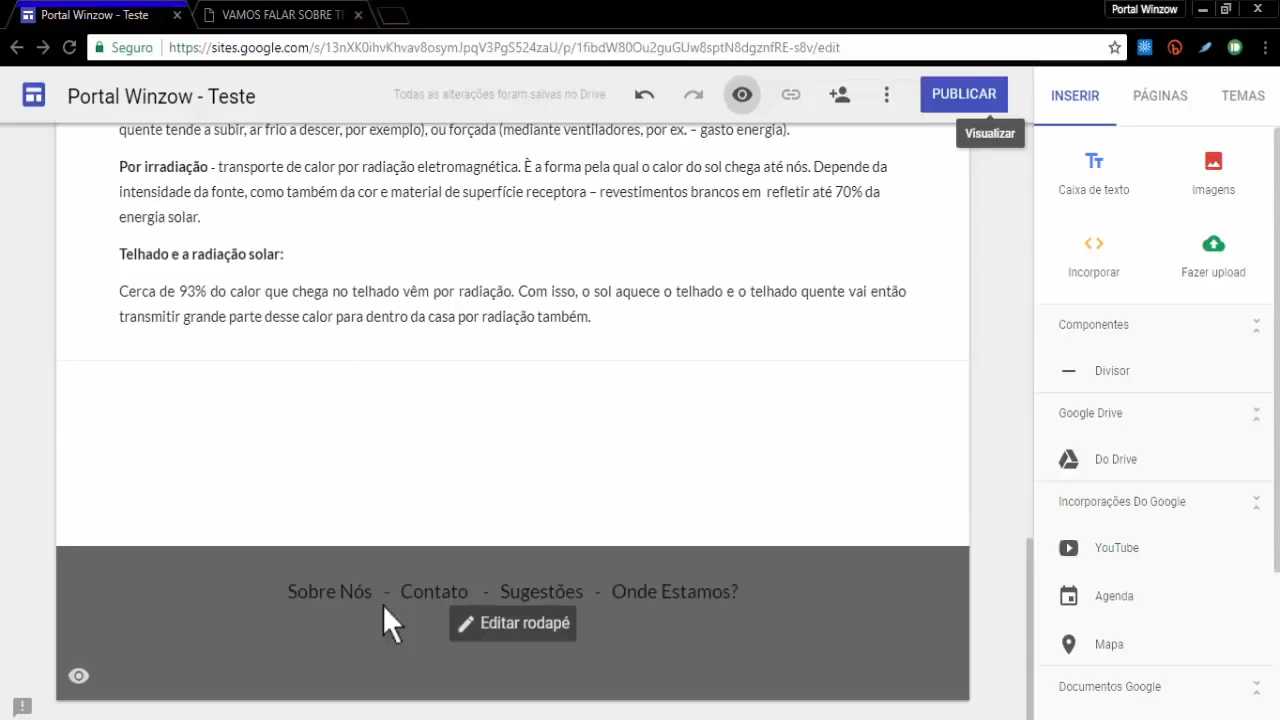 Portal Winzow - Teste
VAMOS FALAR SOBRE TE
Portal Winzow
Seguro
https://sites.google.com/s/13nXK0ihvKhvav8osymJpqV3PgS524zaU/p/1fibdW80Ou2guGUw8sptN8dgznfRE-s8v/edit
Portal Winzow - Teste
Todas as alterações foram salvas no Drive
PUBLICAR
INSERIR
PÁGINAS
TEMAS
Visualizar
quente tende a subir, ar frio a descer, por exemplo), ou forçada (mediante ventiladores, por ex. – gasto energia).
Por irradiação - transporte de calor por radiação eletromagnética. È a forma pela qual o calor do sol chega até nós. Depende da
intensidade da fonte, como também da cor e material de superfície receptora – revestimentos brancos em refletir até 70% da
energia solar.
Telhado e a radiação solar:
Cerca de 93% do calor que chega no telhado vêm por radiação. Com isso, o sol aquece o telhado e o telhado quente vai então
transmitir grande parte desse calor para dentro da casa por radiação também.
Sobre Nós - Contato - Sugestões - Onde Estamos?
Editar rodapé
Caixa de texto
Imagens
Incorporar
Fazer upload
Componentes
Divisor
Google Drive
Do Drive
Incorporações Do Google
YouTube
Agenda
Mapa
Documentos Google